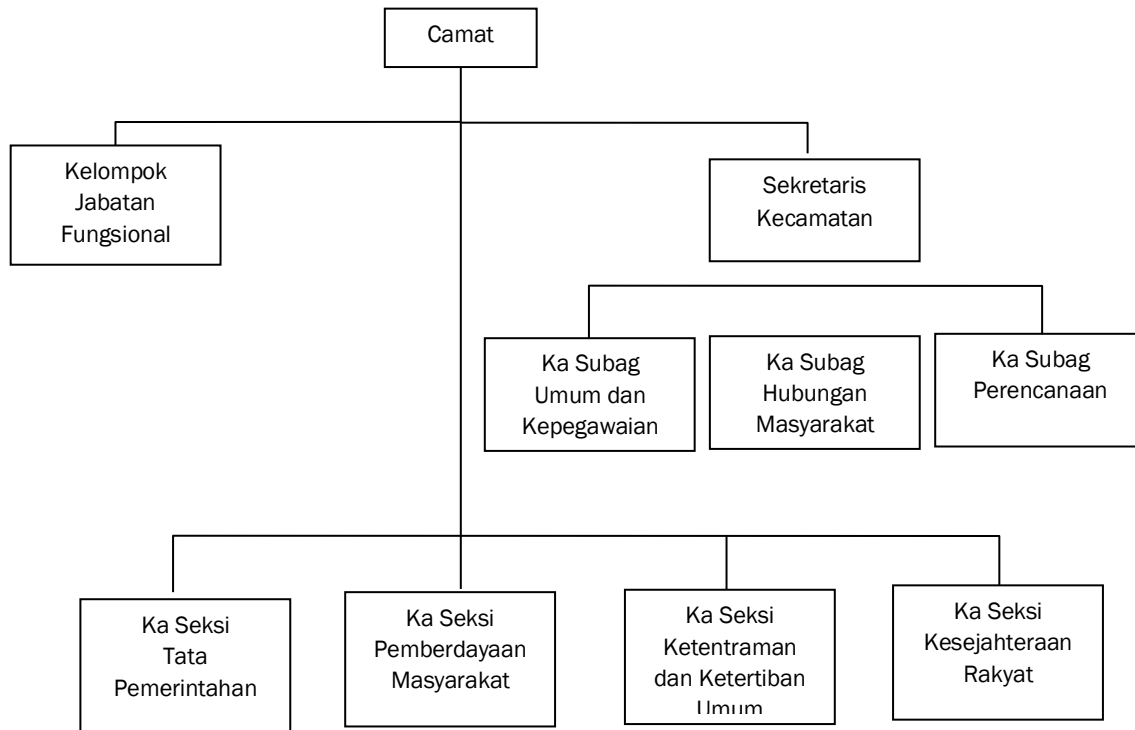 Camat
Kelompok
Jabatan
Fungsional
Sekretaris
Kecamatan
Ka Subag
Umum dan
Kepegawaian
Ka Subag
Hubungan
Masyarakat
Ka Subag
Perencanaan
Ka Seksi
Tata
Pemerintahan
Ka Seksi
Pemberdayaan
Masyarakat
Ka Seksi
Ketentraman
dan Ketertiban
Umum
Ka Seksi
Kesejahteraan
Rakyat